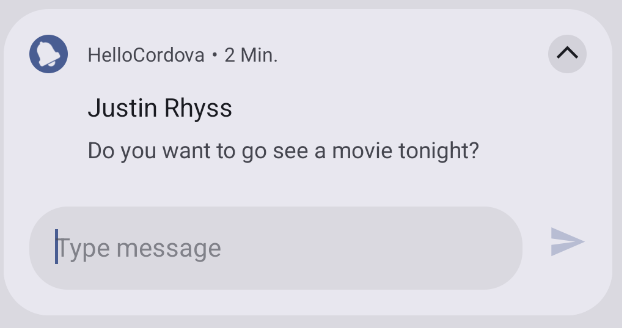 HelloCordova • 2 Min.
Justin Rhyss
Do you want to go see a movie tonight?
Type message